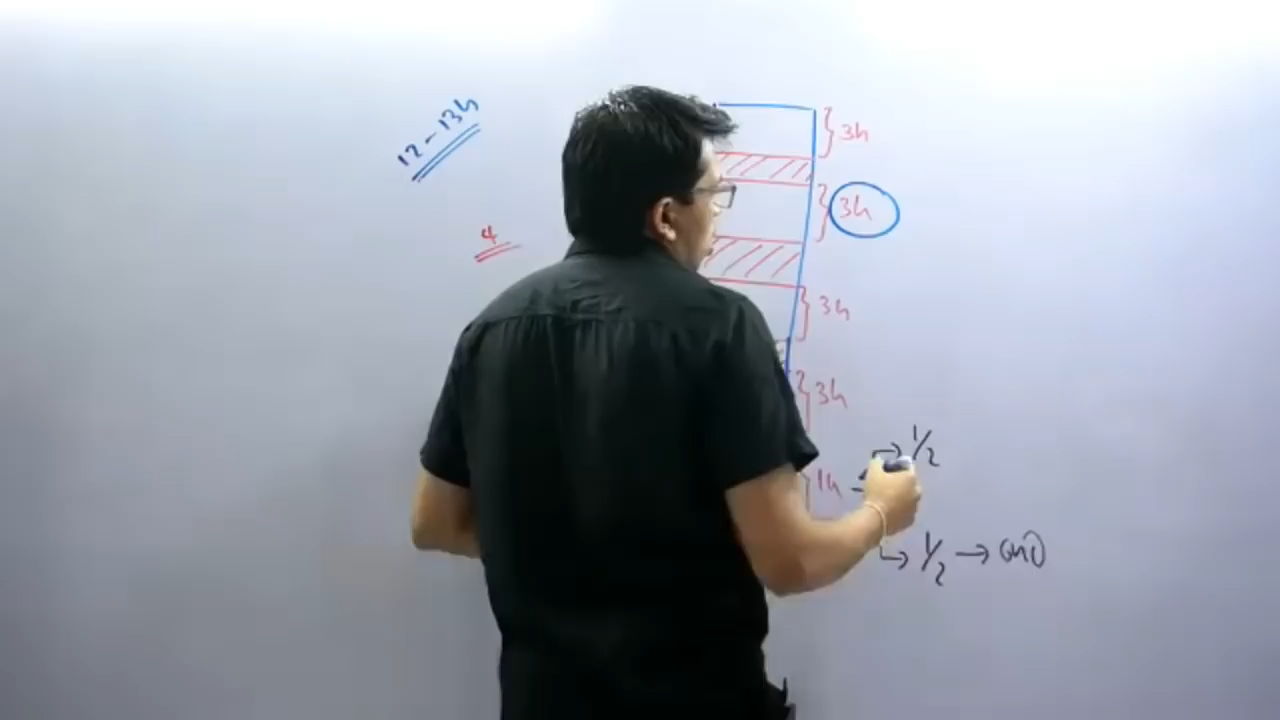 12-13h
3h
3h
4
3h
3h
1h → 1/2
→ 1/2 →